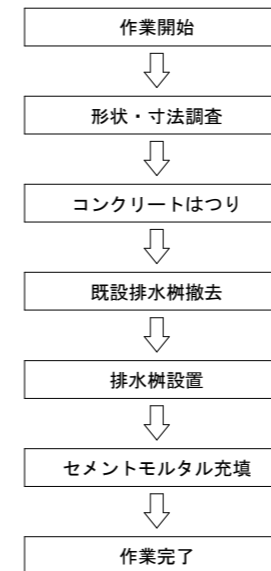 作業開始
形状・寸法調査
コンクリートはつり
既設排水桝撤去
排水桝設置
セメントモルタル充填
作業完了